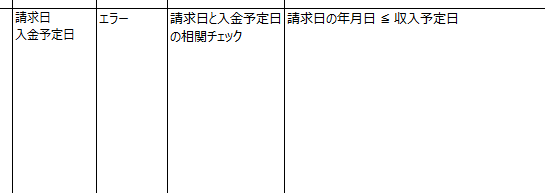 請求日
入金予定日
エラー
請求日と入金予定日
の相関チェック
請求日の年月日 ≦ 収入予定日